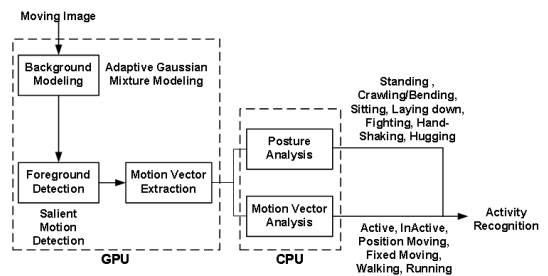 Moving Image
Background
Modeling
Adaptive Gaussian
Mixture Modeling
Foreground
Detection
Salient
Motion
Detection
Motion Vector
Extraction
GPU
Posture
Analysis
Motion Vector
Analysis
CPU
Standing ,
Crawling/Bending,
Sitting, Laying down,
Fighting, Hand-
Shaking, Hugging
Active, InActive,
Position Moving,
Fixed Moving,
Walking, Running
Activity
Recognition